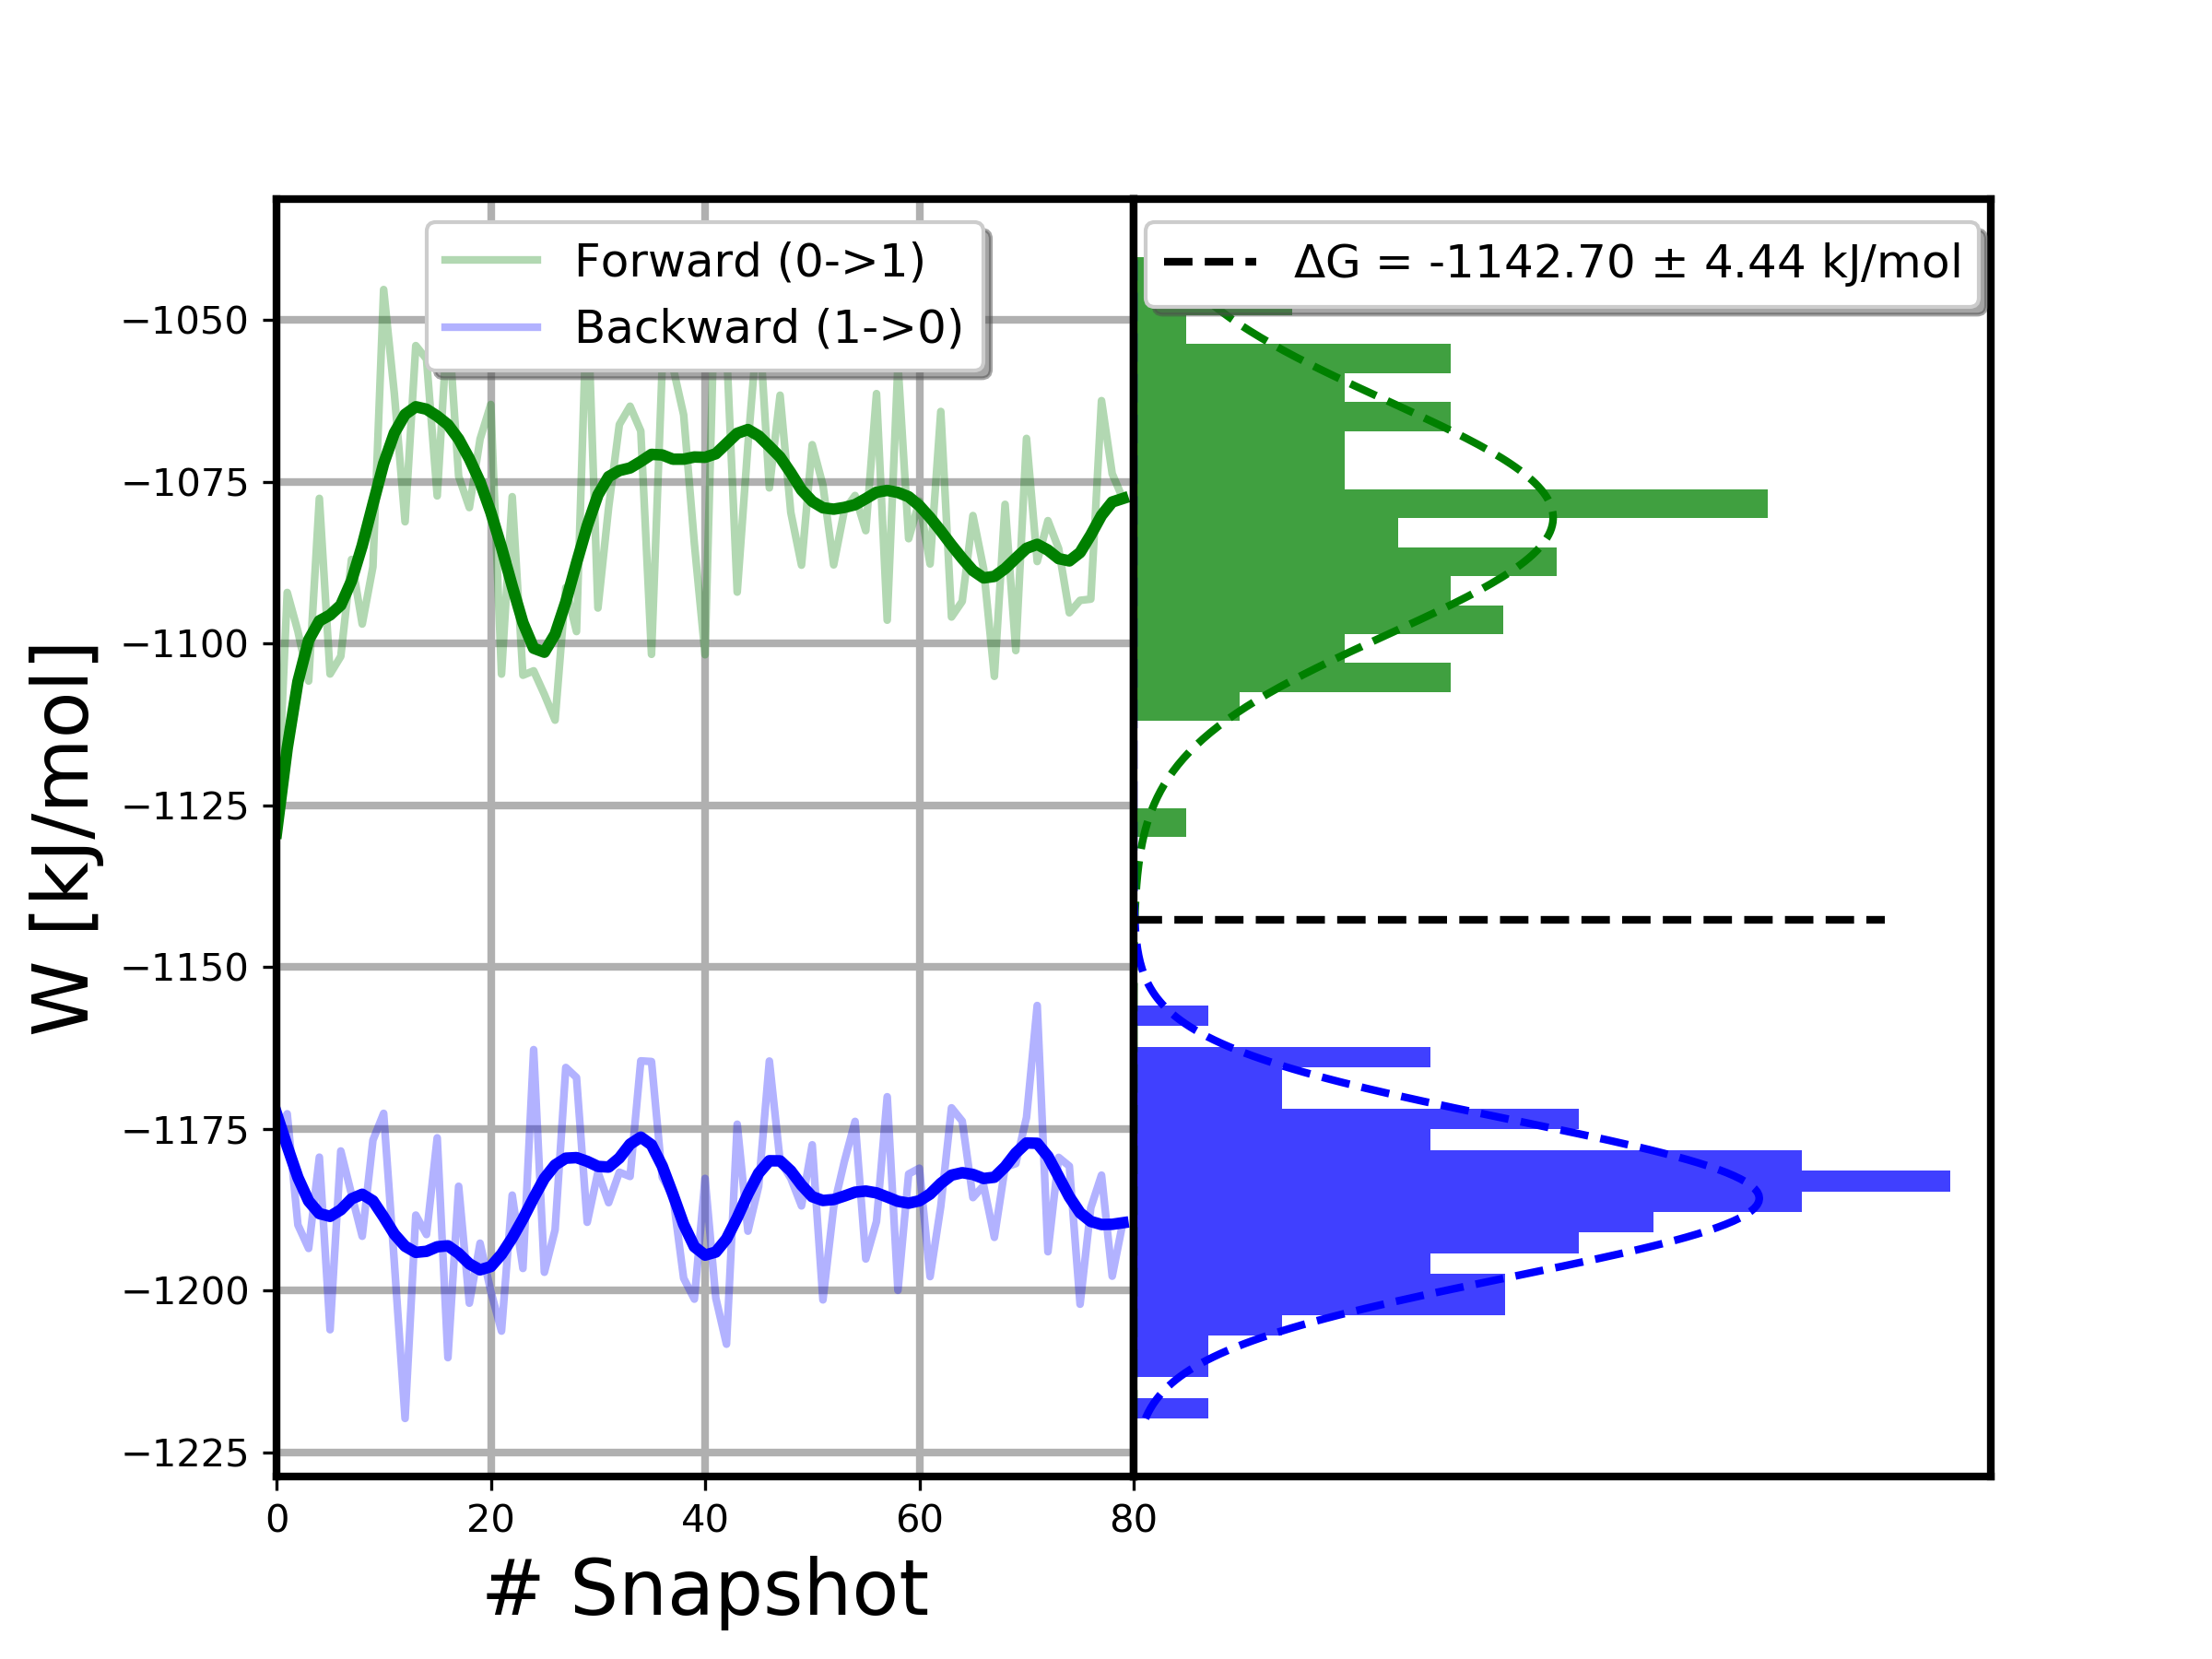 Forward (0->1)
Backward (1->0)
ΔG = -1142.70 ± 4.44 kJ/mol
W [kJ/mol]
−1050
−1075
−1100
−1125
−1150
−1175
−1200
−1225
0 20 40 60 80
# Snapshot